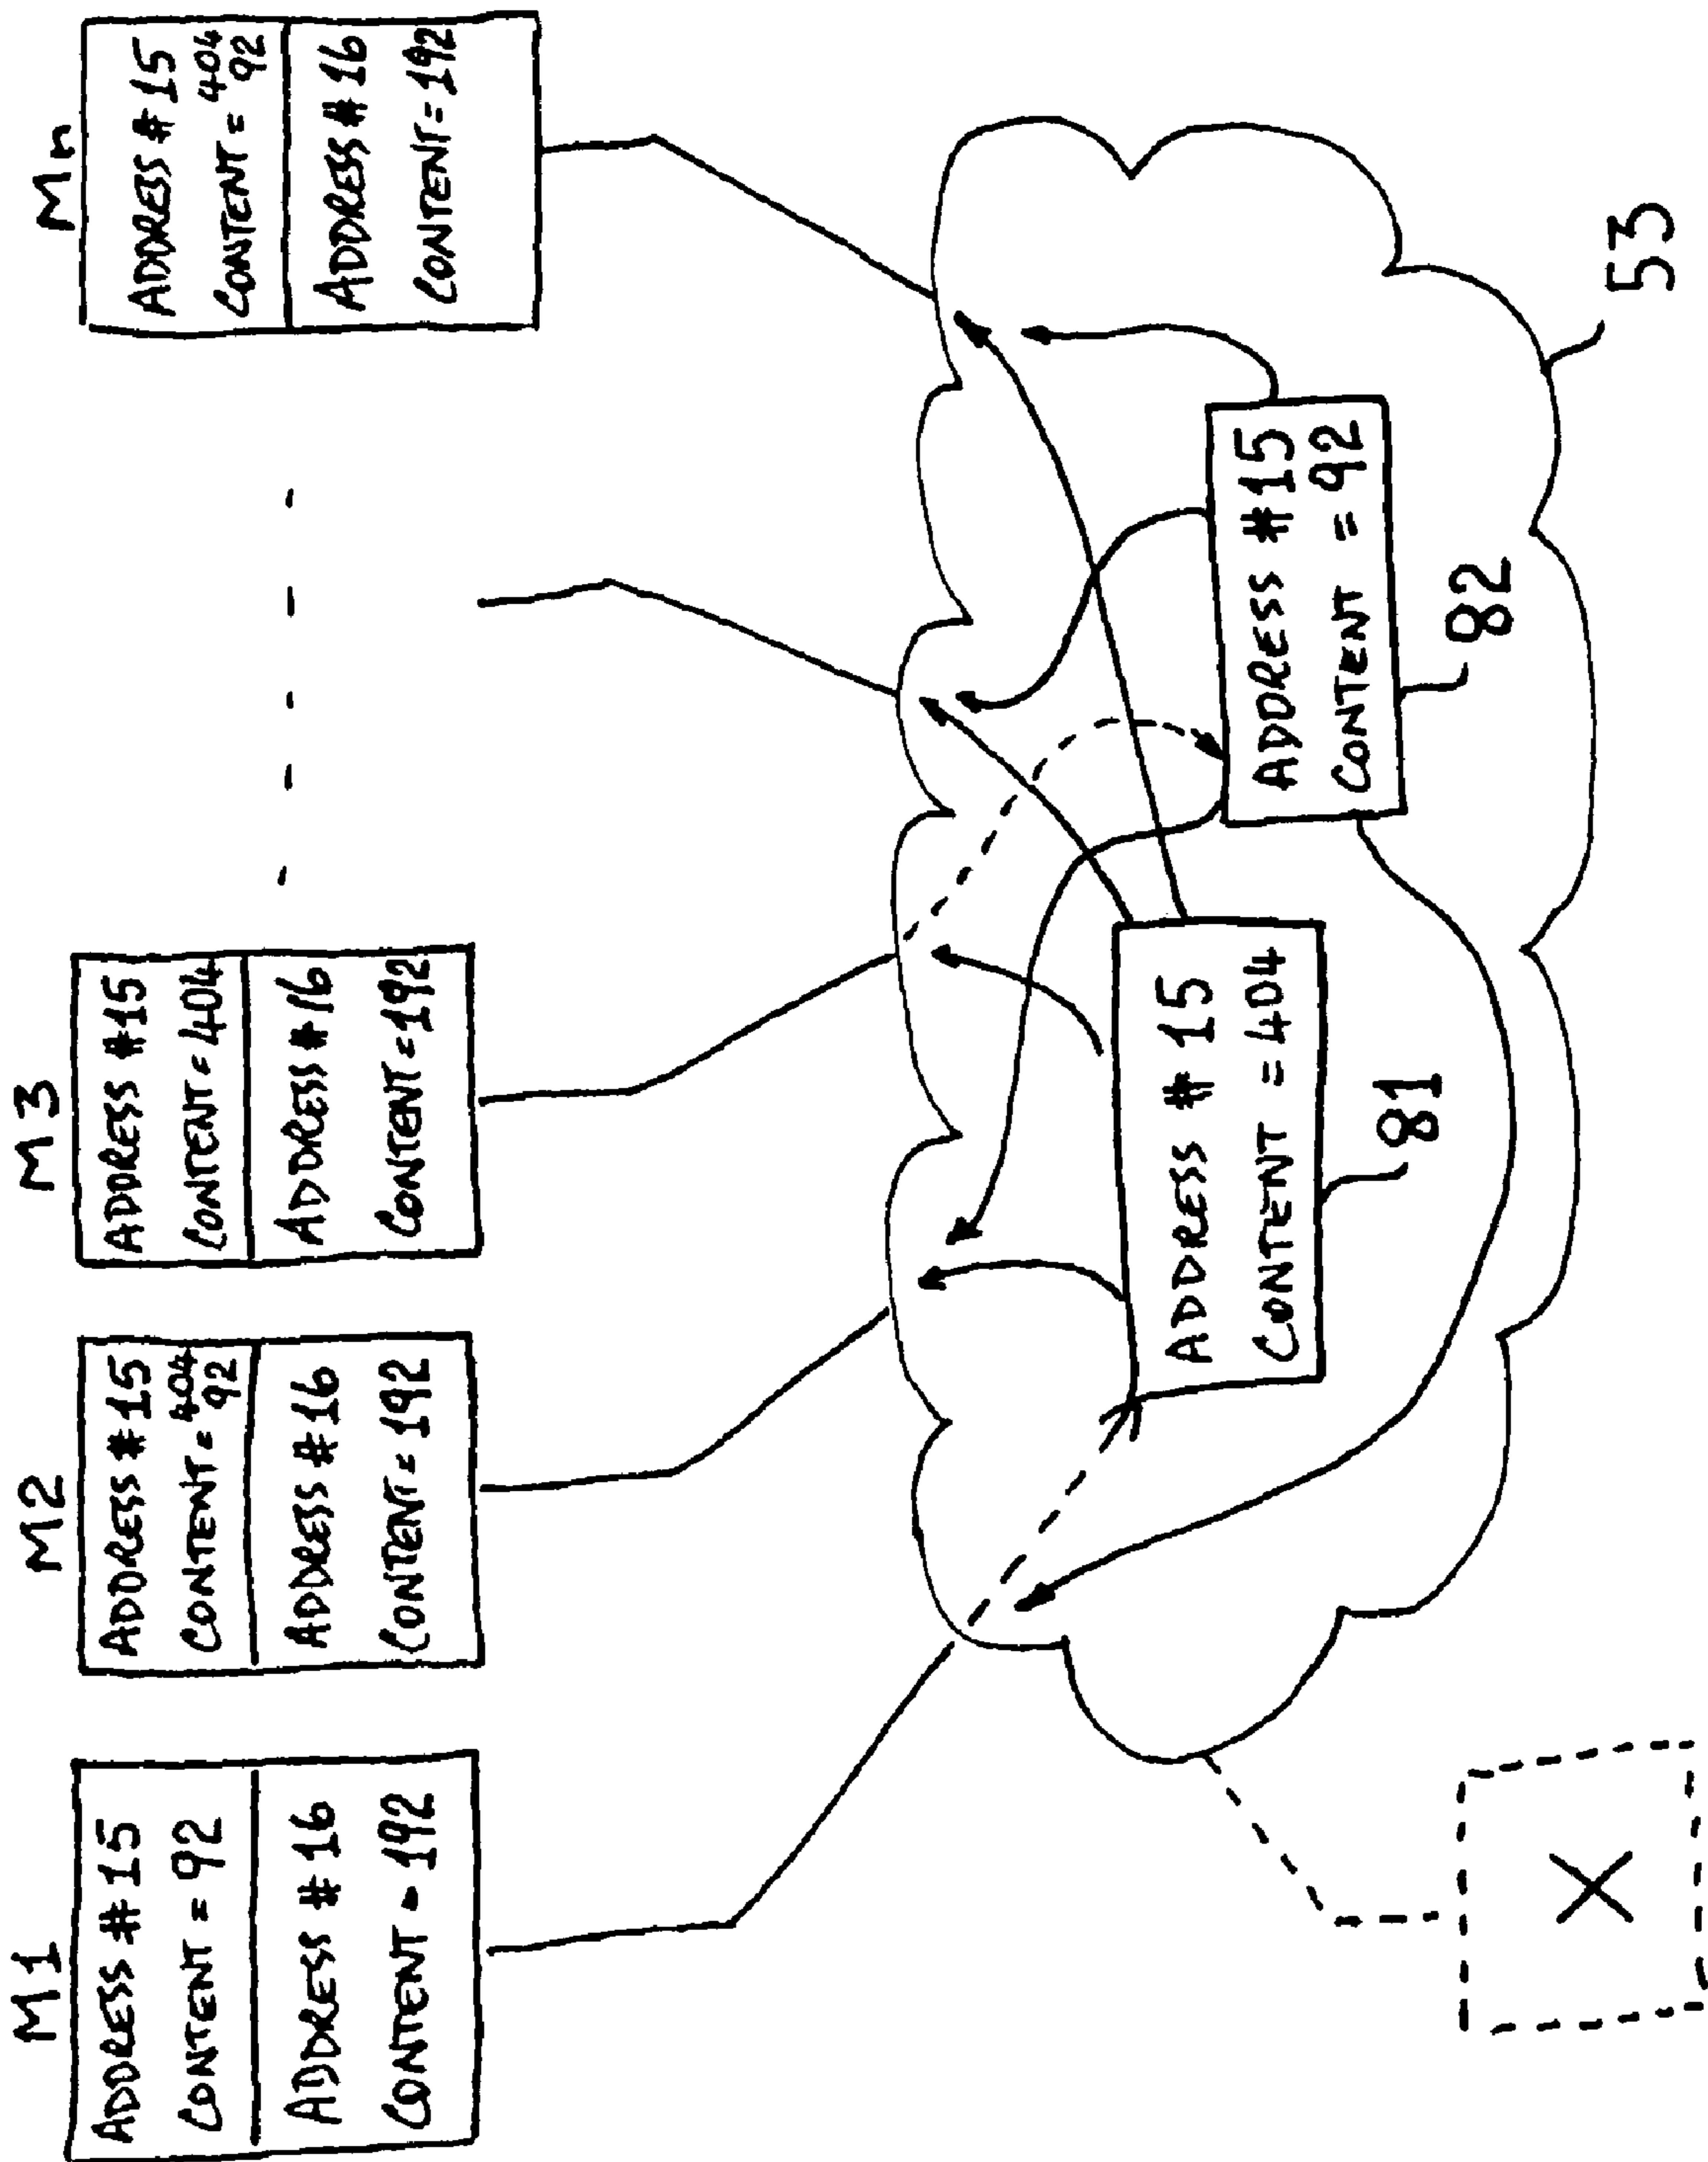 M1
ADDRESS #15
CONTENT = 92
ADDRESS #16
CONTENT - 192
M2
ADDRESS #15
CONTENT = 404
92
ADDRESS #16
CONTENT = 192
M3
ADDRESS #15
CONTENT = 404
ADDRESS #16
CONTENT = 192
Mn
ADDRESS #15
CONTENT = 404
92
ADDRESS #16
CONTENT = 192
ADDRESS #15
CONTENT = 404
81
ADDRESS #15
CONTENT = 92
82
53
X